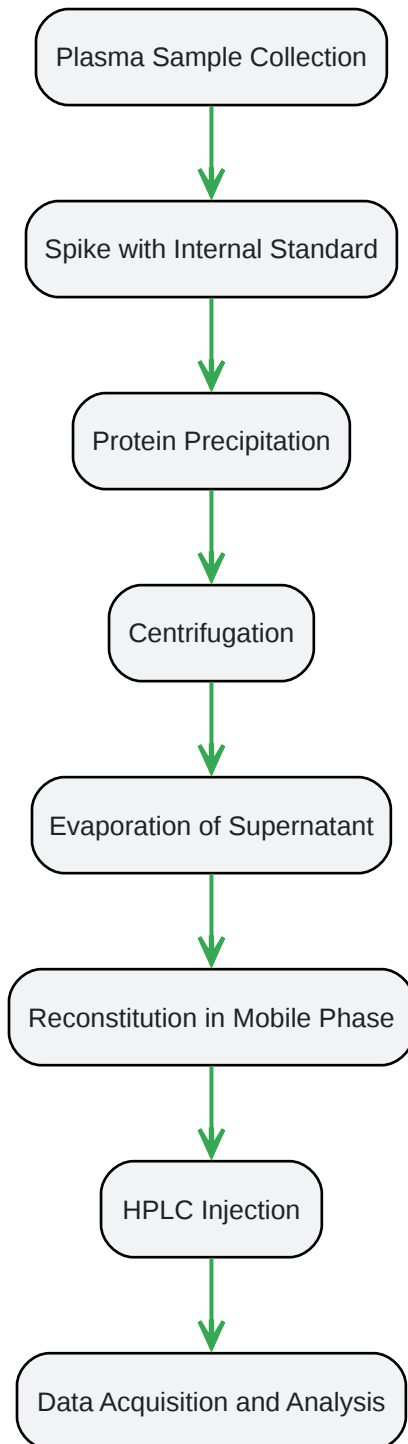 Plasma Sample Collection
Spike with Internal Standard
Protein Precipitation
Centrifugation
Evaporation of Supernatant
Reconstitution in Mobile Phase
HPLC Injection
Data Acquisition and Analysis